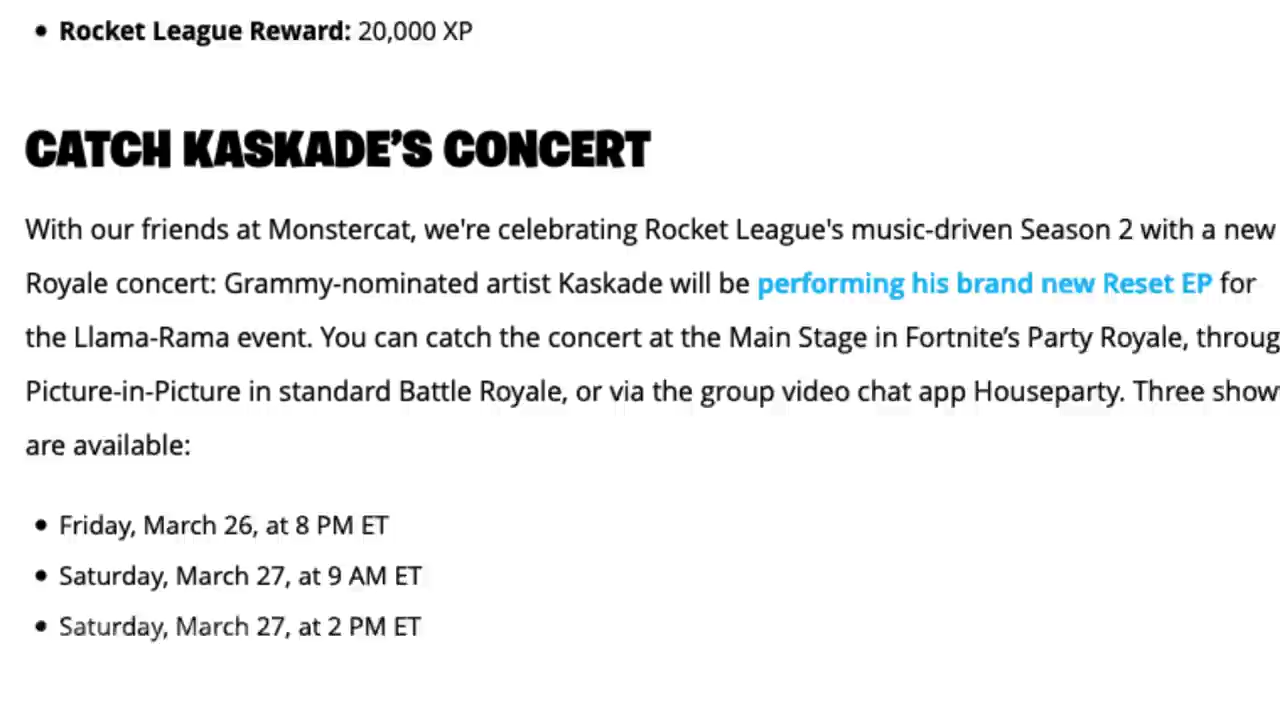 • Rocket League Reward: 20,000 XP
CATCH KASKADE’S CONCERT
With our friends at Monstercat, we're celebrating Rocket League's music-driven Season 2 with a new
Royale concert: Grammy-nominated artist Kaskade will be performing his brand new Reset EP for
the Llama-Rama event. You can catch the concert at the Main Stage in Fortnite’s Party Royale, throug
Picture-in-Picture in standard Battle Royale, or via the group video chat app Houseparty. Three show
are available:
• Friday, March 26, at 8 PM ET
• Saturday, March 27, at 9 AM ET
• Saturday, March 27, at 2 PM ET